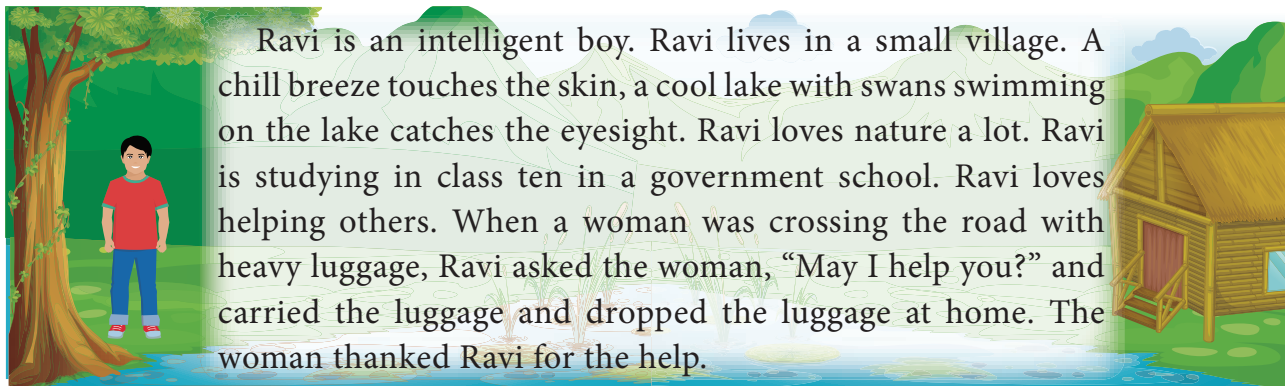 Ravi is an intelligent boy. Ravi lives in a small village. A
chill breeze touches the skin, a cool lake with swans swimming
on the lake catches the eyesight. Ravi loves nature a lot. Ravi
is studying in class ten in a government school. Ravi loves
helping others. When a woman was crossing the road with
heavy luggage, Ravi asked the woman, “May I help you?” and
carried the luggage and dropped the luggage at home. The
woman thanked Ravi for the help.